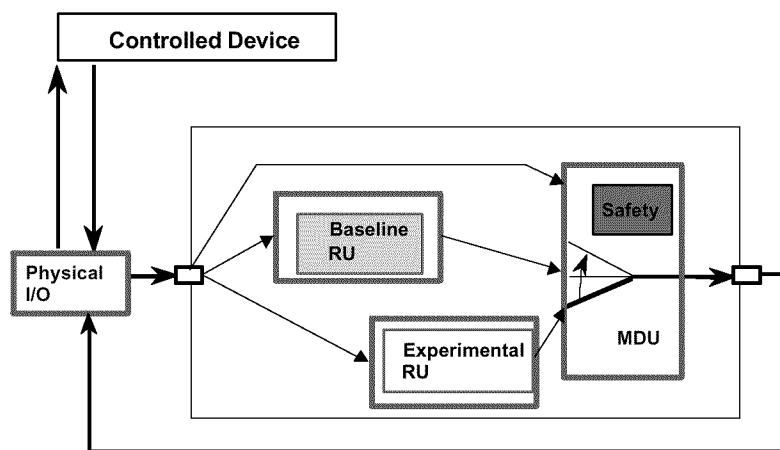 Controlled Device
Safety
Baseline
RU
Physical
I/O
Experimental
RU
MDU